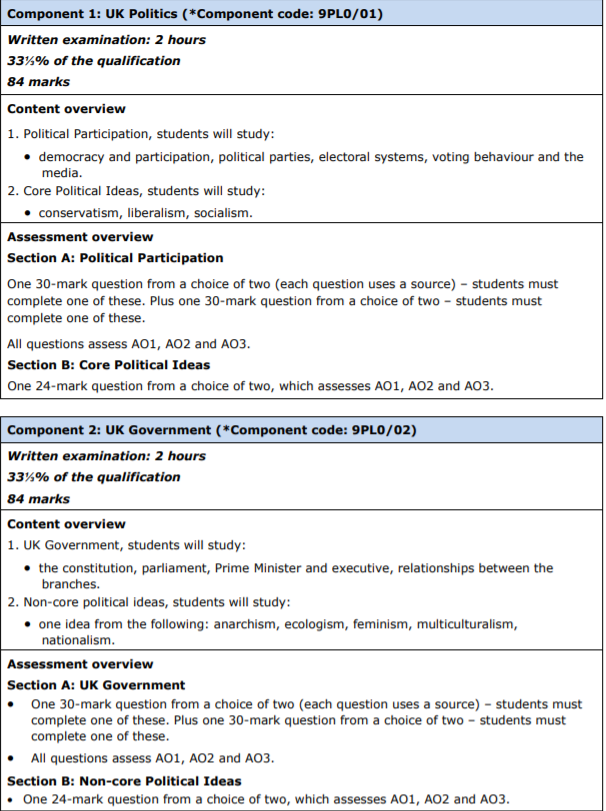 Component 1: UK Politics (*Component code: 9PL0/01)
Written examination: 2 hours
33⅓% of the qualification
84 marks
Content overview
1. Political Participation, students will study:
• democracy and participation, political parties, electoral systems, voting behaviour and the
media.
2. Core Political Ideas, students will study:
• conservatism, liberalism, socialism.
Assessment overview
Section A: Political Participation
One 30-mark question from a choice of two (each question uses a source) – students must
complete one of these. Plus one 30-mark question from a choice of two – students must
complete one of these.
All questions assess AO1, AO2 and AO3.
Section B: Core Political Ideas
One 24-mark question from a choice of two, which assesses AO1, AO2 and AO3.
Component 2: UK Government (*Component code: 9PL0/02)
Written examination: 2 hours
33⅓% of the qualification
84 marks
Content overview
1. UK Government, students will study:
• the constitution, parliament, Prime Minister and executive, relationships between the
branches.
2. Non-core political ideas, students will study:
• one idea from the following: anarchism, ecologism, feminism, multiculturalism,
nationalism.
Assessment overview
Section A: UK Government
• One 30-mark question from a choice of two (each question uses a source) – students must
complete one of these. Plus one 30-mark question from a choice of two – students must
complete one of these.
• All questions assess AO1, AO2 and AO3.
Section B: Non-core Political Ideas
• One 24-mark question from a choice of two, which assesses AO1, AO2 and AO3.